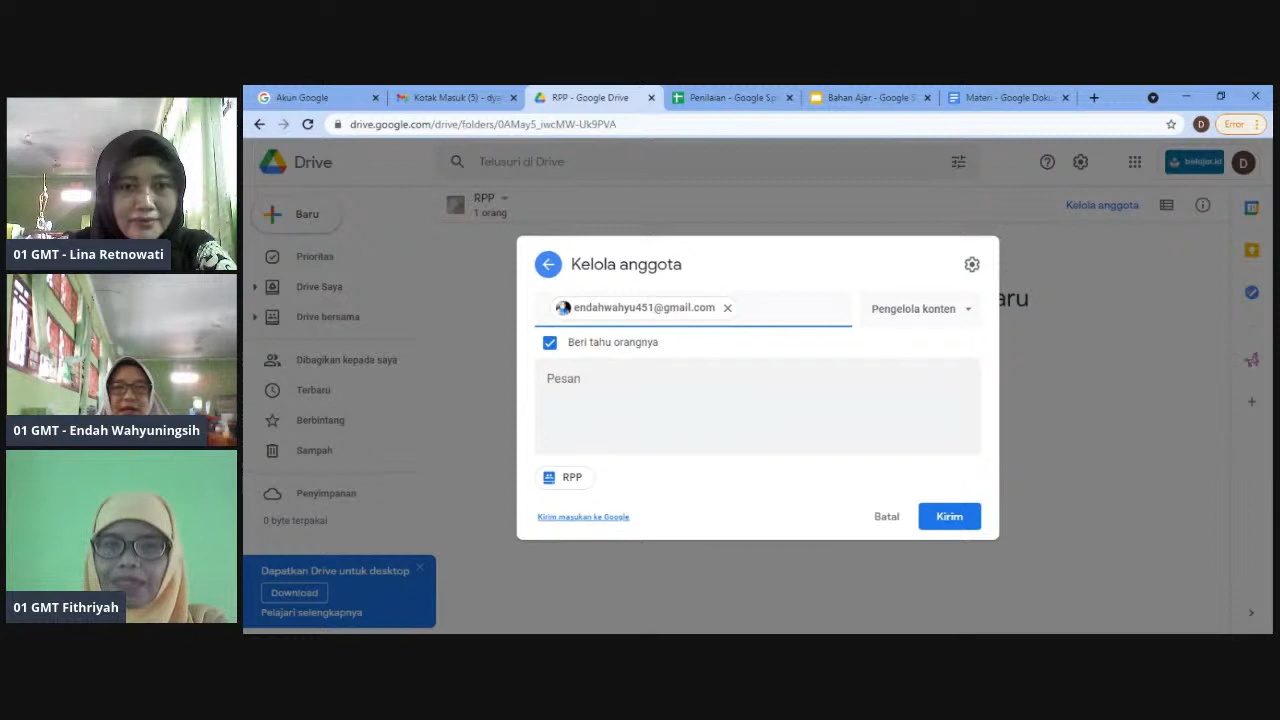 01 GMT - Lina Retnowati
01 GMT - Endah Wahyuningsih
01 GMT Fithriyah
Akun Google
Kotak Masuk (5) - dya
RPP - Google Drive
Penilaian - Google Sp
Bahan Ajar - Google S
Materi - Google Doku
drive.google.com/drive/folders/0AMay5_iwcMW-Uk9PVA
D
Error
Drive
Telusuri di Drive
belajar.id
D
Baru
RPP
1 orang
Kelola anggota
Prioritas
Drive Saya
Drive bersama
Dibagikan kepada saya
Terbaru
Berbintang
Sampah
Penyimpanan
0 byte terpakai
Dapatkan Drive untuk desktop
Download
Pelajari selengkapnya
aru
Kelola anggota
endahwahyu451@gmail.com
Pengelola konten
Beri tahu orangnya
Pesan
RPP
Kirim masukan ke Google
Batal
Kirim